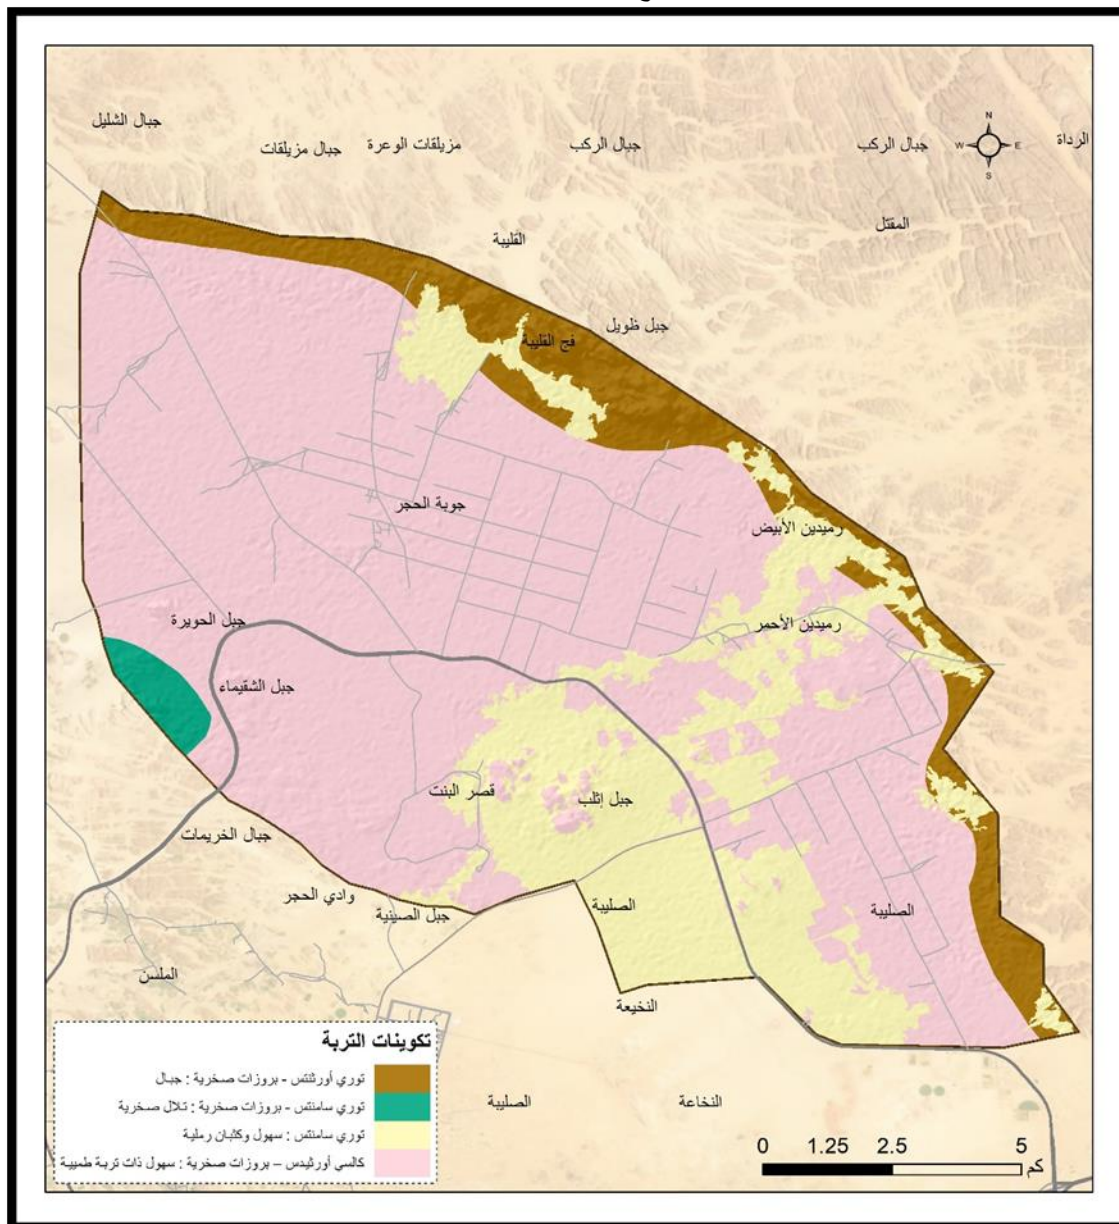 جبال الشليل
جبال مزيلقات
مزيلقات الوعرة
جبال الركب
جبال الركب
الرداة
N
W
E
S
المقتل
القليبة
جبل طويل
فج القليبة
جوبة الحجر
رميدين الأبيض
جبل الحويرة
رميدين الأحمر
جبل الشقيماء
قصر البنت
جبل إثلب
جبال الخريمات
وادي الحجر
جبل الصينية
الصليبة
الصليبة
الملسن
النخيعة
الصليبة
النخاعة
تكوينات التربة
توري أورثنتس - بروزات صخرية : جبال
توري سامنتس - بروزات صخرية : تلال صخرية
توري سامنتس : سهول وكثبان رملية
كالسي أورثيدس – بروزات صخرية : سهول ذات تربة طميية
0 1.25 2.5 5
كم